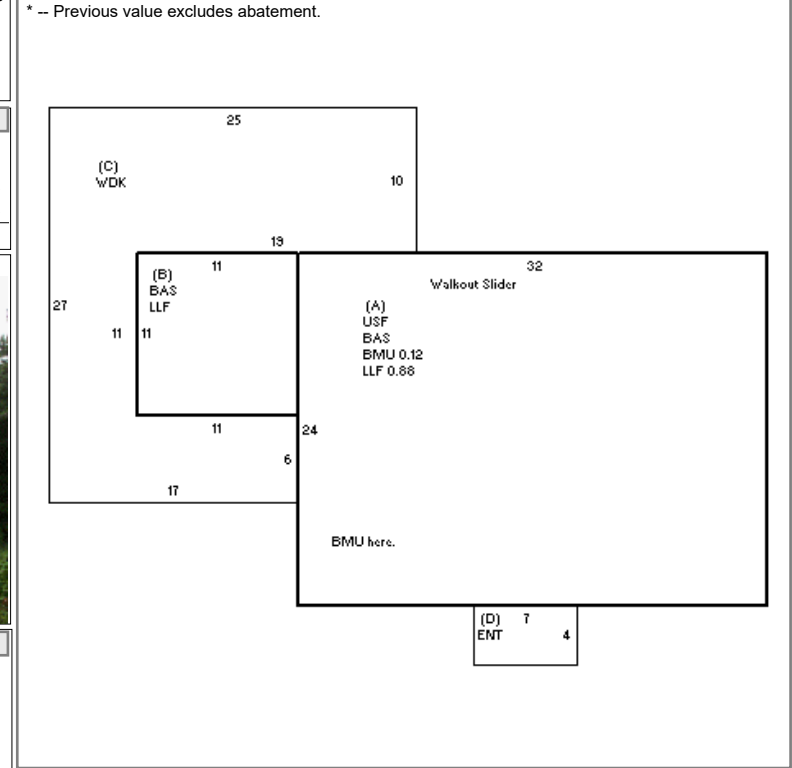 * -- Previous value excludes abatement.
25
(C)
WDK
10
19
11
32
Walkout Slider
(B)
BAS
LLF
(A)
USF
BAS
BMU 0.12
LLF 0.88
27
11
11
11
24
6
17
BMU here.
(D)
ENT
7
4